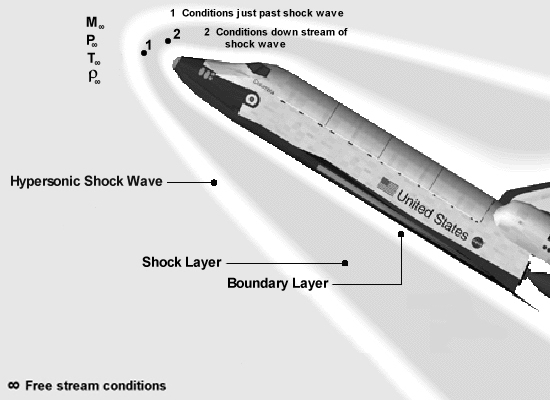 M∞
P∞
T∞
ρ∞
1 Conditions just past shock wave
2 Conditions down stream of
shock wave
1
2
Hypersonic Shock Wave
United States
Shock Layer
Boundary Layer
∞ Free stream conditions